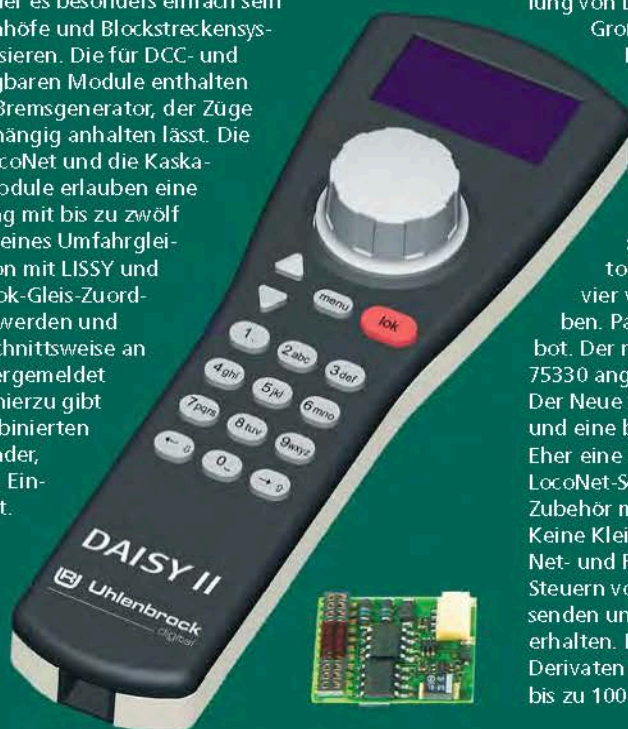 es besonders einfach sein
nhöfe und Blockstreckensys-
sieren. Die für DCC- und
gbaren Module enthalten
Bremsgenerator, der Züge
hängig anhalten lässt. Die
coNet und die Kaska-
odule erlauben eine
ng mit bis zu zwölf
eines Umfahrglei-
on mit LISSY und
ok-Gleis-Zuord-
werden und
chnittsweise an
ergemeldet
hierzu gibt
binierten
nder,
Ein-
t.
menu
lok
1
2abc
3def
4ghi
5jkl
6mno
7pqrs
8tuv
9wxyz
0
DAISY II
Uhlenbrock
digital
lung von
Gro
to
vier
ben. Pa
bot. Der
75330 ang
Der Neue
und eine b
Eher eine
LocoNet-S
Zubehör
Keine Klei
Net- und
Steuern vo
senden un
erhalten.
Derivaten
bis zu 100